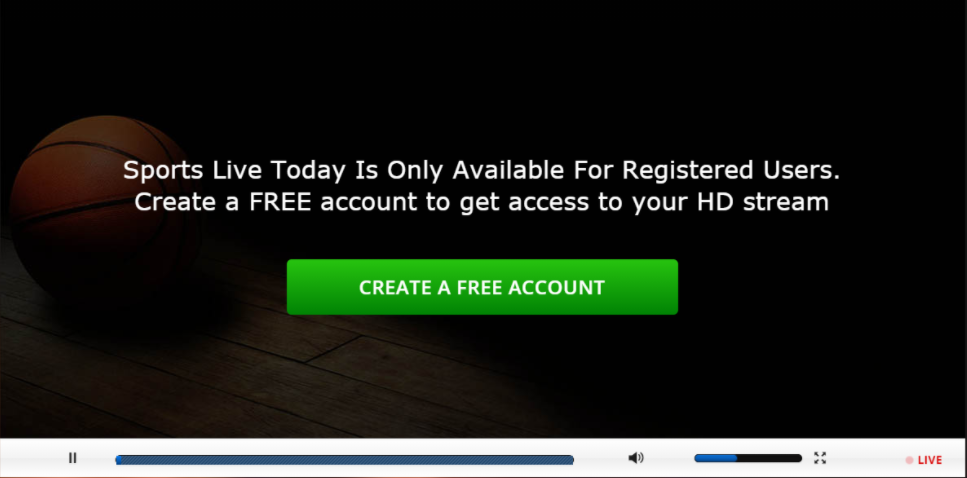 Sports Live Today Is Only Available For Registered Users.
Create a FREE account to get access to your HD stream
CREATE A FREE ACCOUNT
LIVE